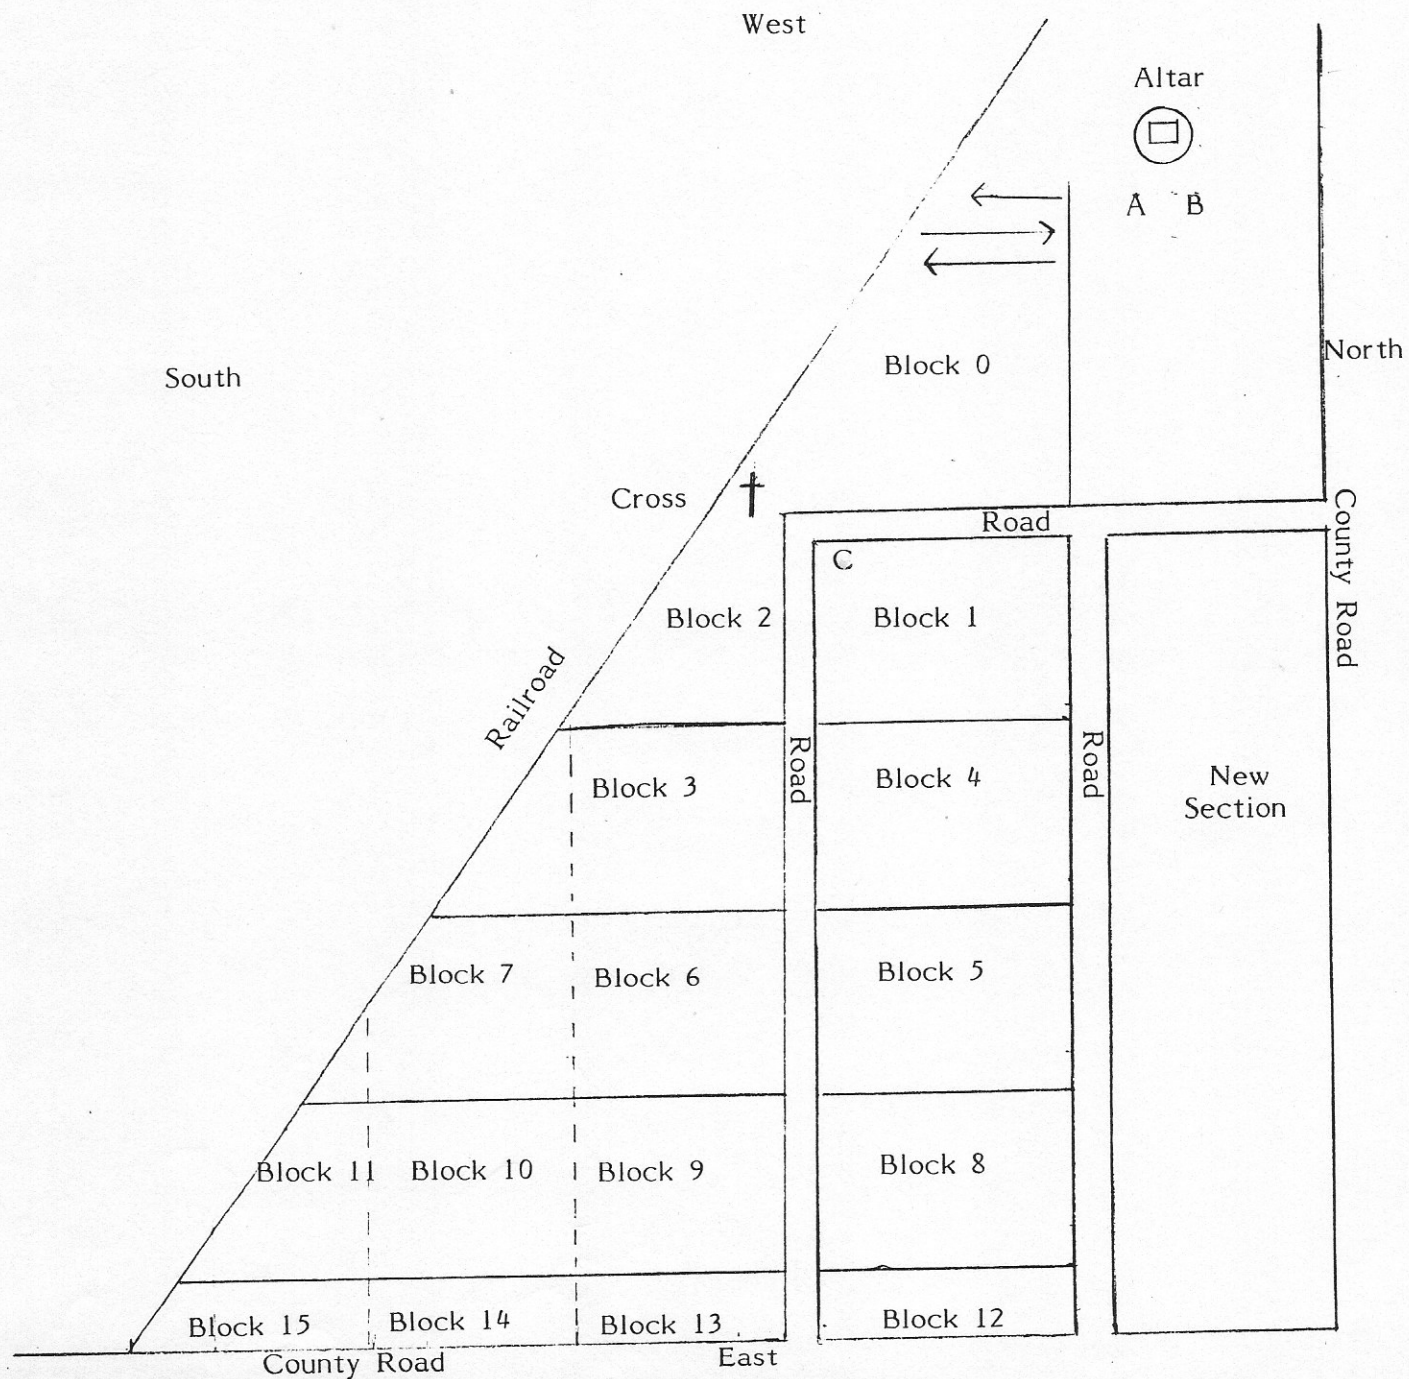 West
Altar
A B
Block 0
North
South
Cross
Road
County Road
C
Block 2
Block 1
Railroad
Road
Road
Block 3
Block 4
New
Section
Block 7
Block 6
Block 5
Block 11
Block 10
Block 9
Block 8
Block 15
Block 14
Block 13
Block 12
County Road
East